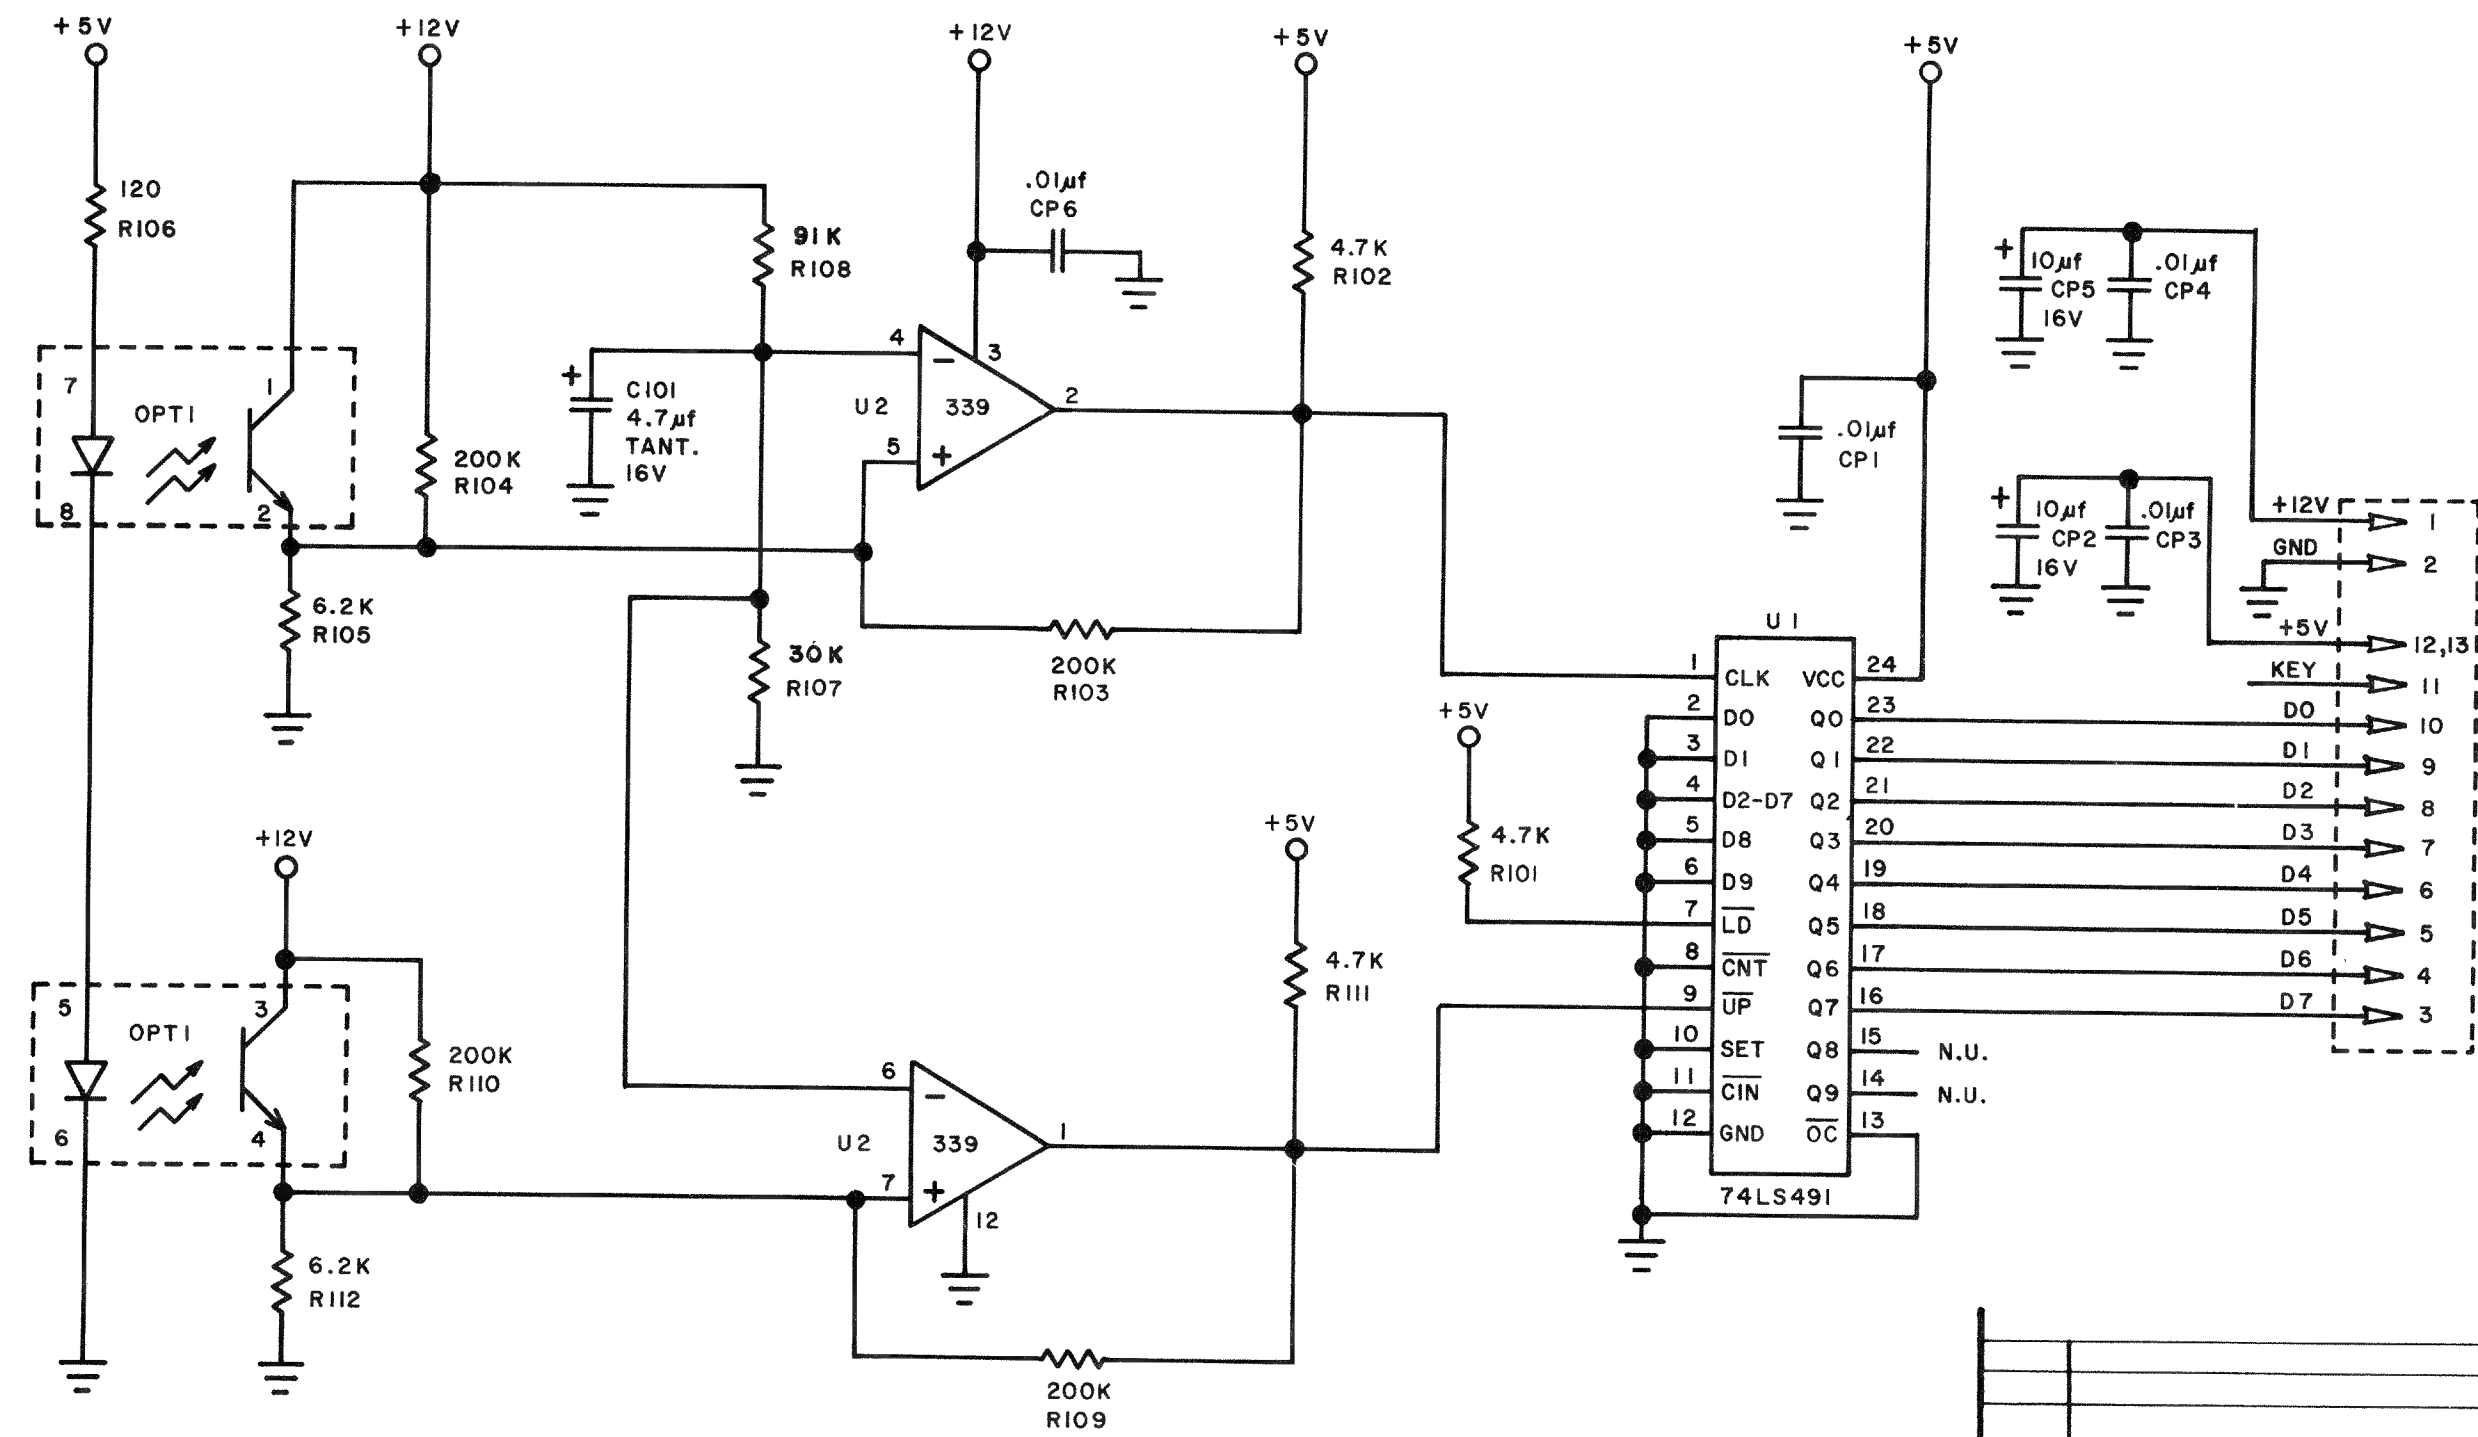 +5V
+12V
+12V
+5V
+5V
120
R106
91K
R108
.01µf
CP6
4.7K
R102
+
10µf
CP5
16V
.01µf
CP4
7
OPT1
1
8
2
200K
R104
+
C101
4.7µf
TANT.
16V
4
−
3
U2
339
2
5
+
.01µf
CP1
+
10µf
CP2
16V
.01µf
CP3
+12V
1
GND
2
+5V
12,13
KEY
11
D0
10
D1
9
D2
8
D3
7
D4
6
D5
5
D6
4
D7
3
6.2K
R105
30K
R107
200K
R103
+5V
4.7K
R101
U1
1
CLK
VCC
24
2
D0
Q0
23
3
D1
Q1
22
4
D2-D7
Q2
21
5
D8
Q3
20
6
D9
Q4
19
7
LD
Q5
18
8
CNT
Q6
17
9
UP
Q7
16
10
SET
Q8
15
N.U.
11
CIN
Q9
14
N.U.
12
GND
OC
13
74LS491
+12V
+5V
4.7K
R111
5
OPT1
3
6
4
200K
R110
6
−
U2
339
1
7
+
12
6.2K
R112
200K
R109